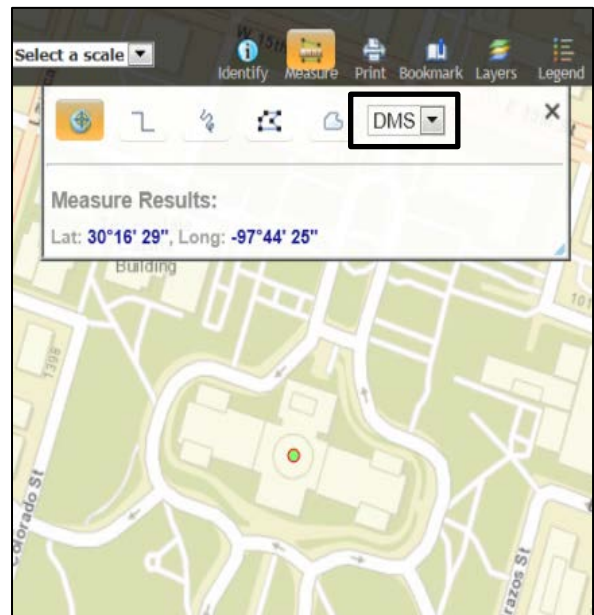 W 15th
Select a scale
Identify Measure Print Bookmark Layers Legend
DMS
Measure Results:
Lat: 30°16' 29", Long: -97°44' 25"
Building
101
1398
Colorado St
razos St